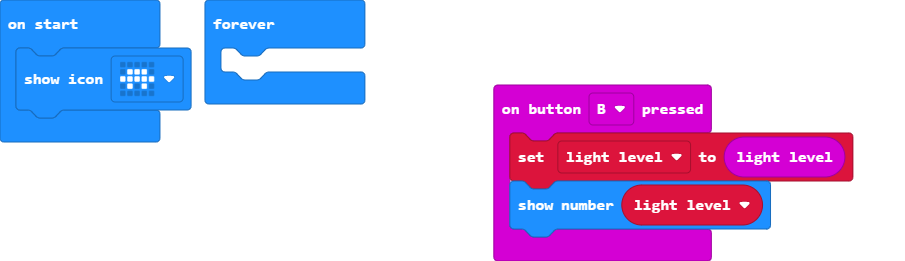 on start
forever
show icon
on button B pressed
set light level to light level
show number light level